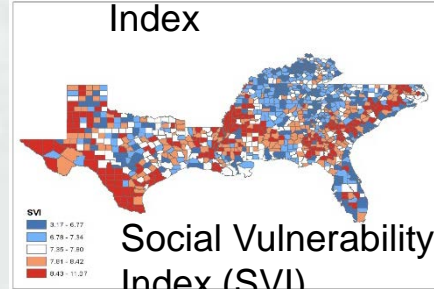 Index
SVI
3.17 - 6.77
6.78 - 7.34
7.35 - 7.80
7.81 - 8.42
8.43 - 11.07
Social Vulnerability
Index (SVI)